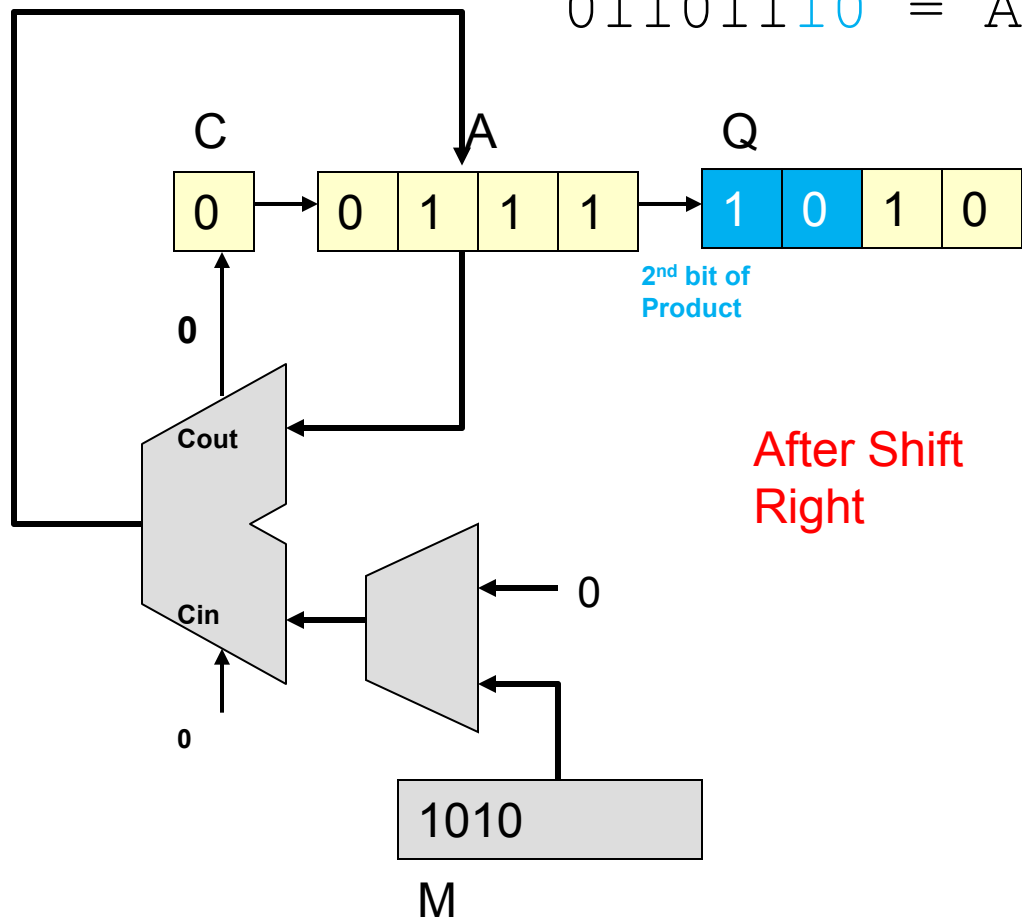 01101110 = A
C A Q
0 0 1 1 1 1 0 1 0
2nd bit of
Product
0
Cout
After Shift
Right
0
Cin
0
1010
M